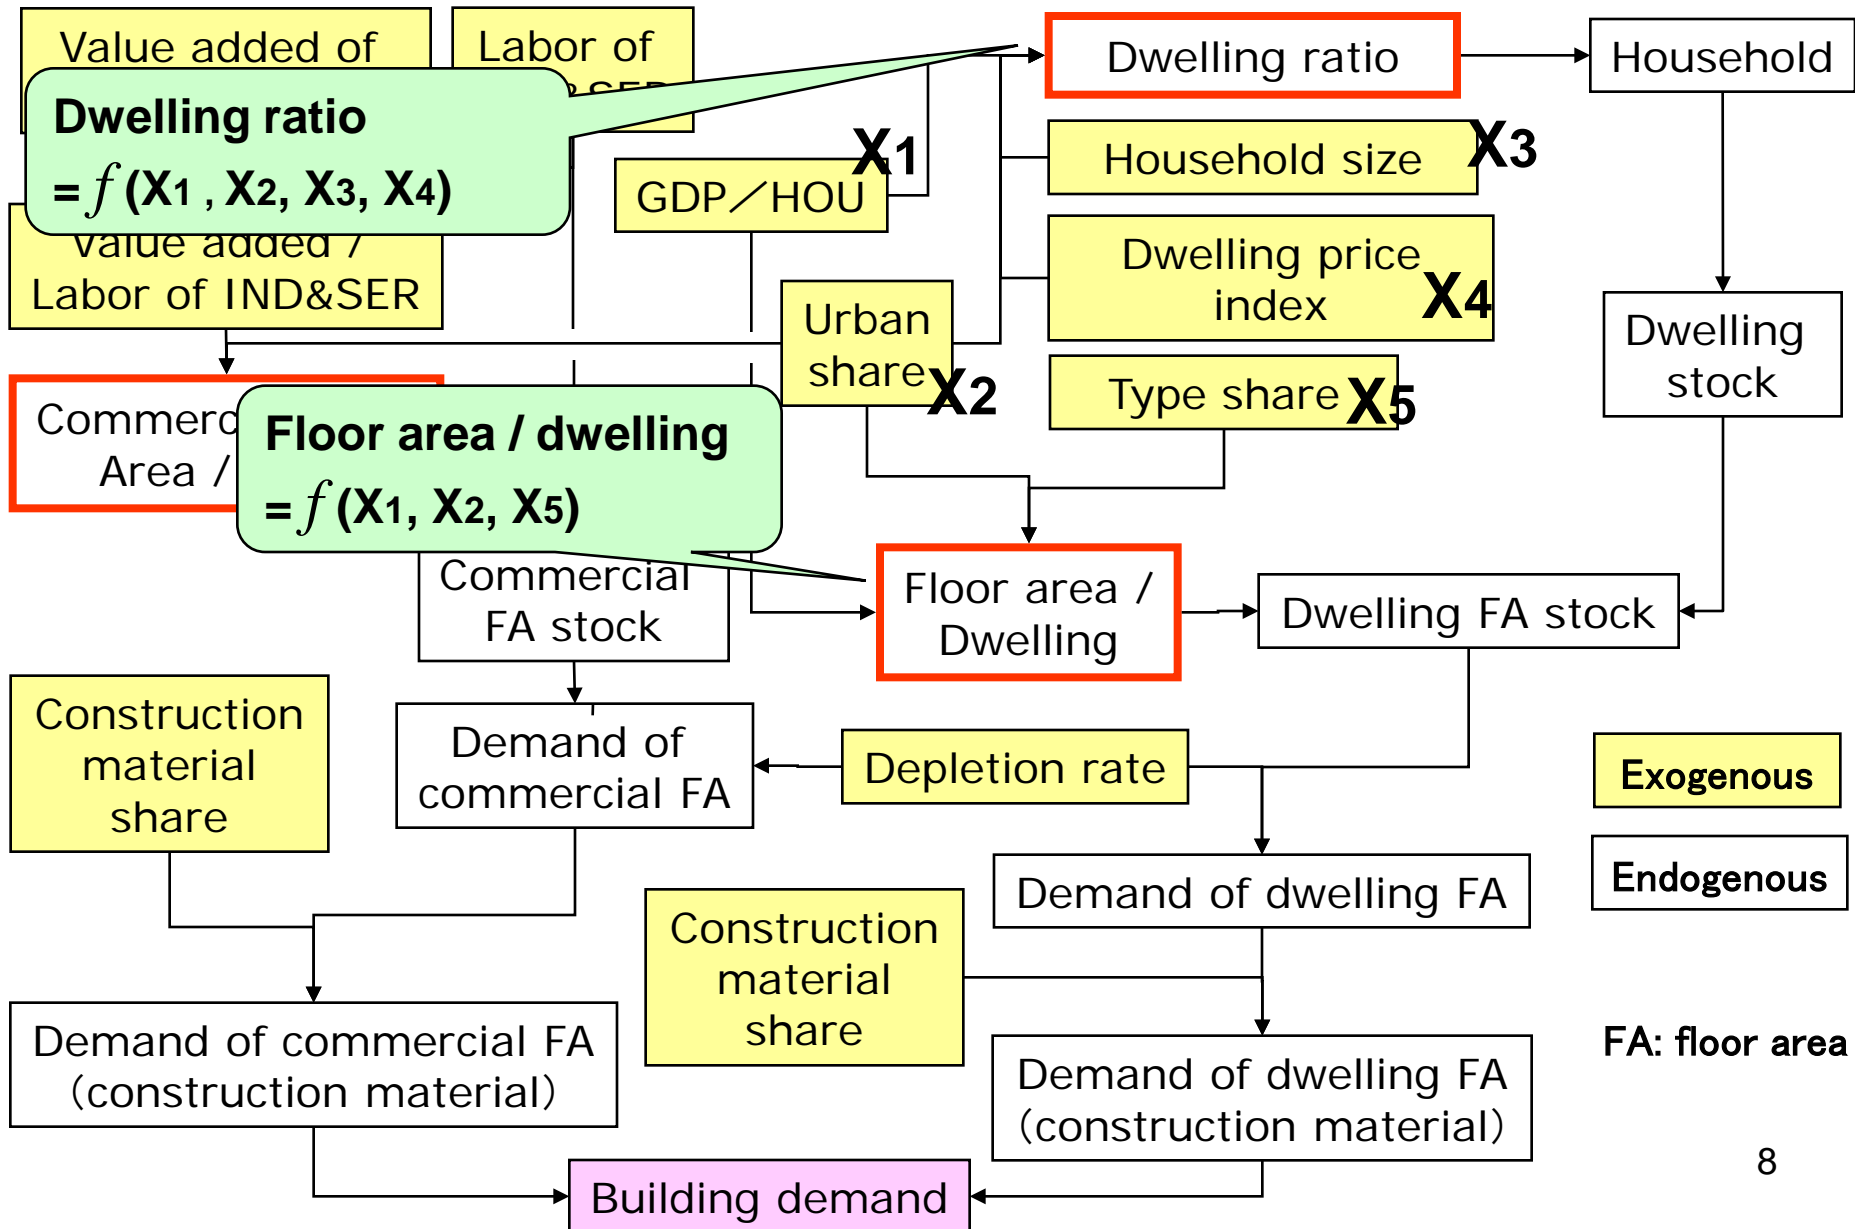 Value added of
Labor of
Dwelling ratio
= f (X1 , X2, X3, X4)
Value added /
Labor of IND&SER
X1
GDP／HOU
Dwelling ratio
Household
Household size
X3
Dwelling price
index
X4
Urban
share
X2
Type share
X5
Dwelling
stock
Area /
Floor area / dwelling
= f (X1, X2, X5)
Commercial
FA stock
Floor area /
Dwelling
Dwelling FA stock
Construction
material
share
Demand of
commercial FA
Depletion rate
Exogenous
Endogenous
Demand of dwelling FA
Construction
material
share
Demand of commercial FA
（construction material）
Demand of dwelling FA
（construction material）
FA: floor area
Building demand
8